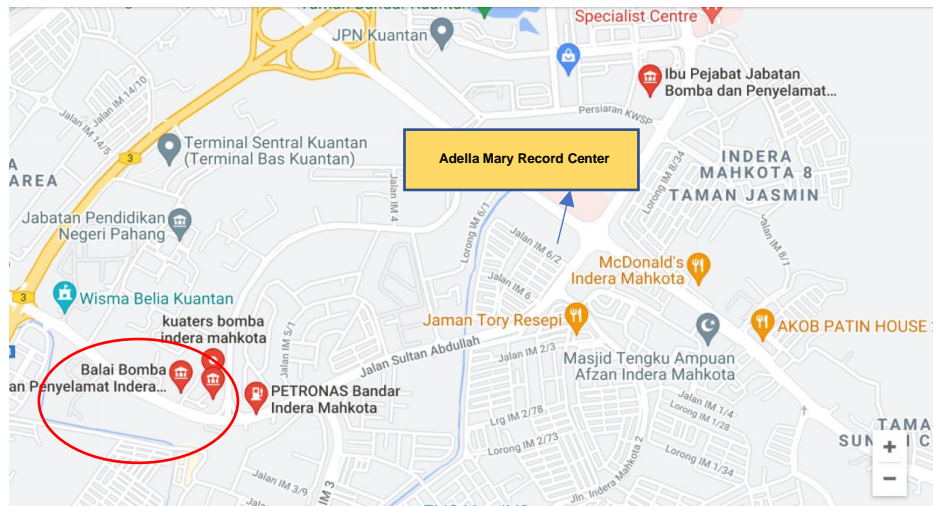 Taman Bandar Kuantan
Specialist Centre
JPN Kuantan
Ibu Pejabat Jabatan
Bomba dan Penyelamat...
Jalan IM 14/10
Jalan IM 14/5
Persiaran KWSP
3
Terminal Sentral Kuantan
(Terminal Bas Kuantan)
Adella Mary Record Center
Lorong IM 8/34
INDERA
MAHKOTA 8
TAMAN JASMIN
A
AREA
Jalan IM 4
Jabatan Pendidikan
Negeri Pahang
Lorong IM 6/1
Jalan IM 6/2
Jalan IM 8/1
McDonald's
Indera Mahkota
Jalan IM 6
3
Wisma Belia Kuantan
kuaters bomba
indera mahkota
Jaman Tory Resepi
AKOB PATIN HOUSE 2
Jalan IM 5/1
Jalan Sultan Abdullah
Jalan IM 2/3
Masjid Tengku Ampuan
Afzan Indera Mahkota
Balai Bomba
an Penyelamat Indera...
PETRONAS Bandar
Indera Mahkota
Jalan IM 1/4
Lorong IM 1/28
Lrg IM 2/78
Lorong IM 2/73
TAMA
SUN
I C
Lorong IM 1/34
Jln. Indera Mahkota 2
Jalan IM 3/9
IM 3
+
−